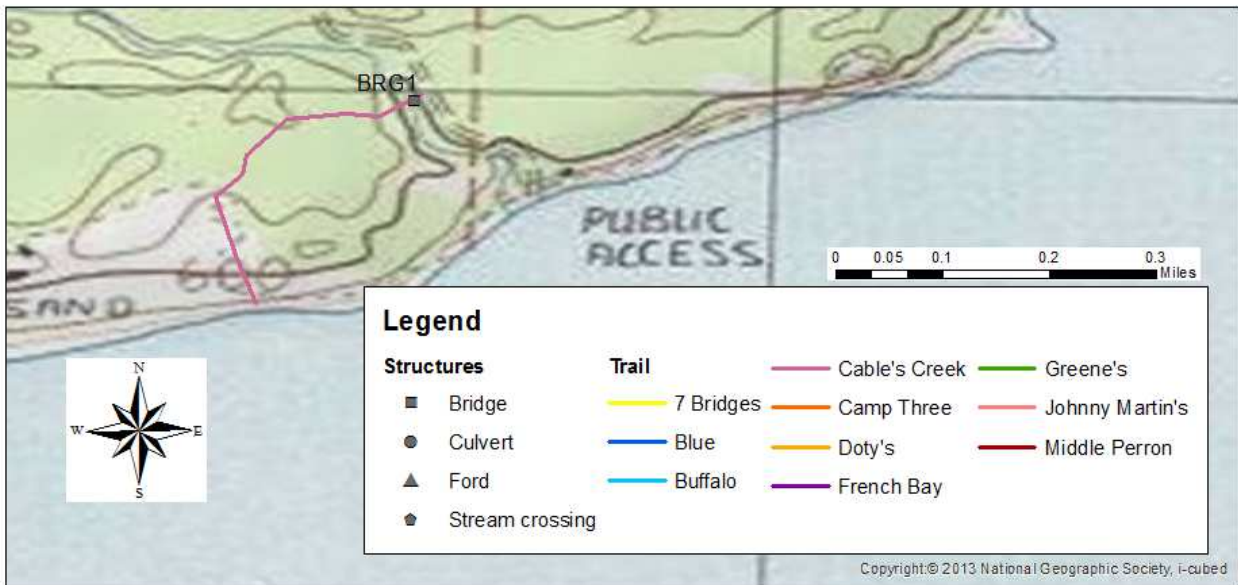 BRG1
PUBLIC
ACCESS
600
SAND
0 0.05 0.1 0.2 0.3
Miles
N
W E
S
Legend
Structures
Bridge
Culvert
Ford
Stream crossing
Trail
7 Bridges
Blue
Buffalo
Cable's Creek
Camp Three
Doty's
French Bay
Greene's
Johnny Martin's
Middle Perron
Copyright:© 2013 National Geographic Society, i-cubed